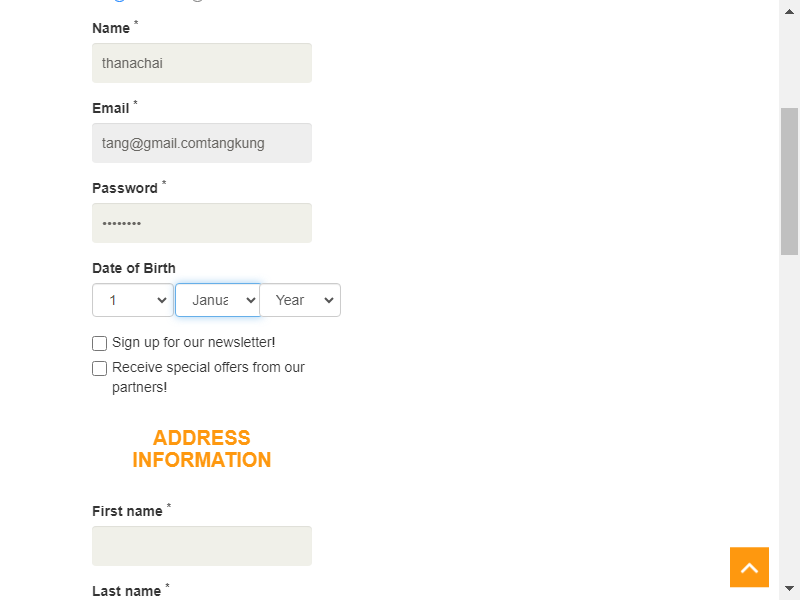 Name *
thanachai
Email *
tang@gmail.comtangkung
Password *
••••••••
Date of Birth
1 Janua Year
Sign up for our newsletter!
Receive special offers from our
partners!
ADDRESS
INFORMATION
First name *
Last name *